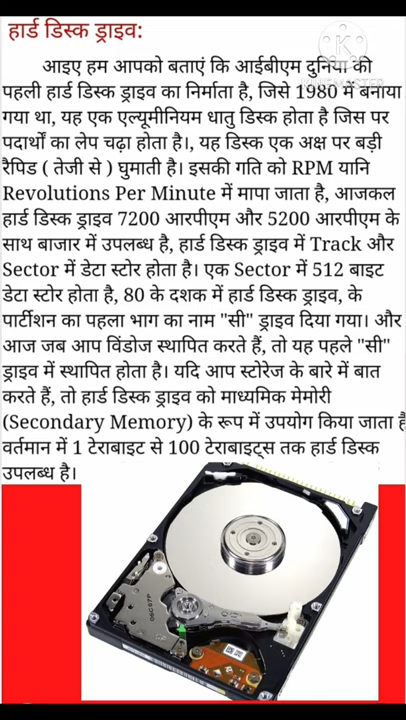 हार्ड डिस्क ड्राइव:
आइए हम आपको बताएं कि आईबीएम दुनिया की
पहली हार्ड डिस्क ड्राइव का निर्माता है, जिसे 1980 में बनाया
गया था, यह एक एल्यूमीनियम धातु डिस्क होता है जिस पर
पदार्थों का लेप चढ़ा होता है।, यह डिस्क एक अक्ष पर बड़ी
रैपिड ( तेजी से ) घुमाती है। इसकी गति को RPM यानि
Revolutions Per Minute में मापा जाता है, आजकल
हार्ड डिस्क ड्राइव 7200 आरपीएम और 5200 आरपीएम के
साथ बाजार में उपलब्ध है, हार्ड डिस्क ड्राइव में Track और
Sector में डेटा स्टोर होता है। एक Sector में 512 बाइट
डेटा स्टोर होता है, 80 के दशक में हार्ड डिस्क ड्राइव, के
पार्टीशन का पहला भाग का नाम "सी" ड्राइव दिया गया। और
आज जब आप विंडोज स्थापित करते हैं, तो यह पहले "सी"
ड्राइव में स्थापित होता है। यदि आप स्टोरेज के बारे में बात
करते हैं, तो हार्ड डिस्क ड्राइव को माध्यमिक मेमोरी
(Secondary Memory) के रूप में उपयोग किया जाता है
वर्तमान में 1 टेराबाइट से 100 टेराबाइट्स तक हार्ड डिस्क
उपलब्ध है।
KINEMASTER